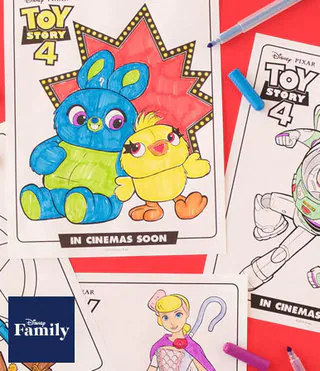 Disney PIXAR
TOY
STORY
4
IN CINEMAS SOON
Disney PIXAR
TOY
STORY
4
IN CINEMAS SOON
Disney
Family